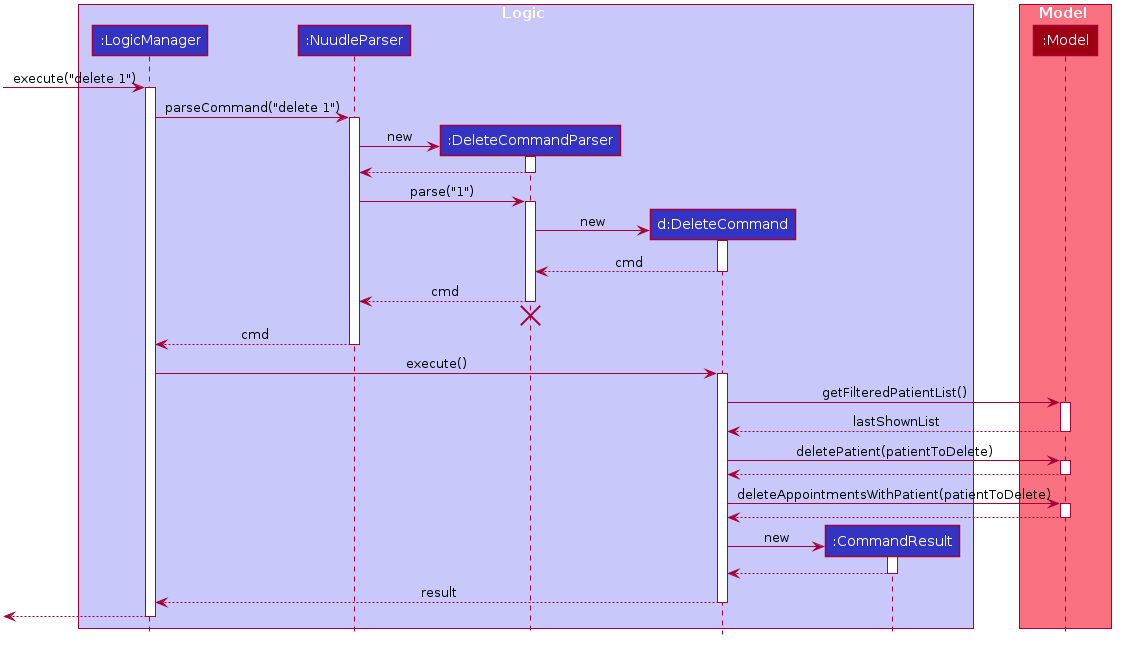 Logic
Model
:LogicManager
:NuudleParser
:Model
execute("delete 1")
parseCommand("delete 1")
new
:DeleteCommandParser
parse("1")
new
d:DeleteCommand
cmd
cmd
cmd
execute()
getFilteredPatientList()
lastShownList
deletePatient(patientToDelete)
deleteAppointmentsWithPatient(patientToDelete)
new
:CommandResult
result